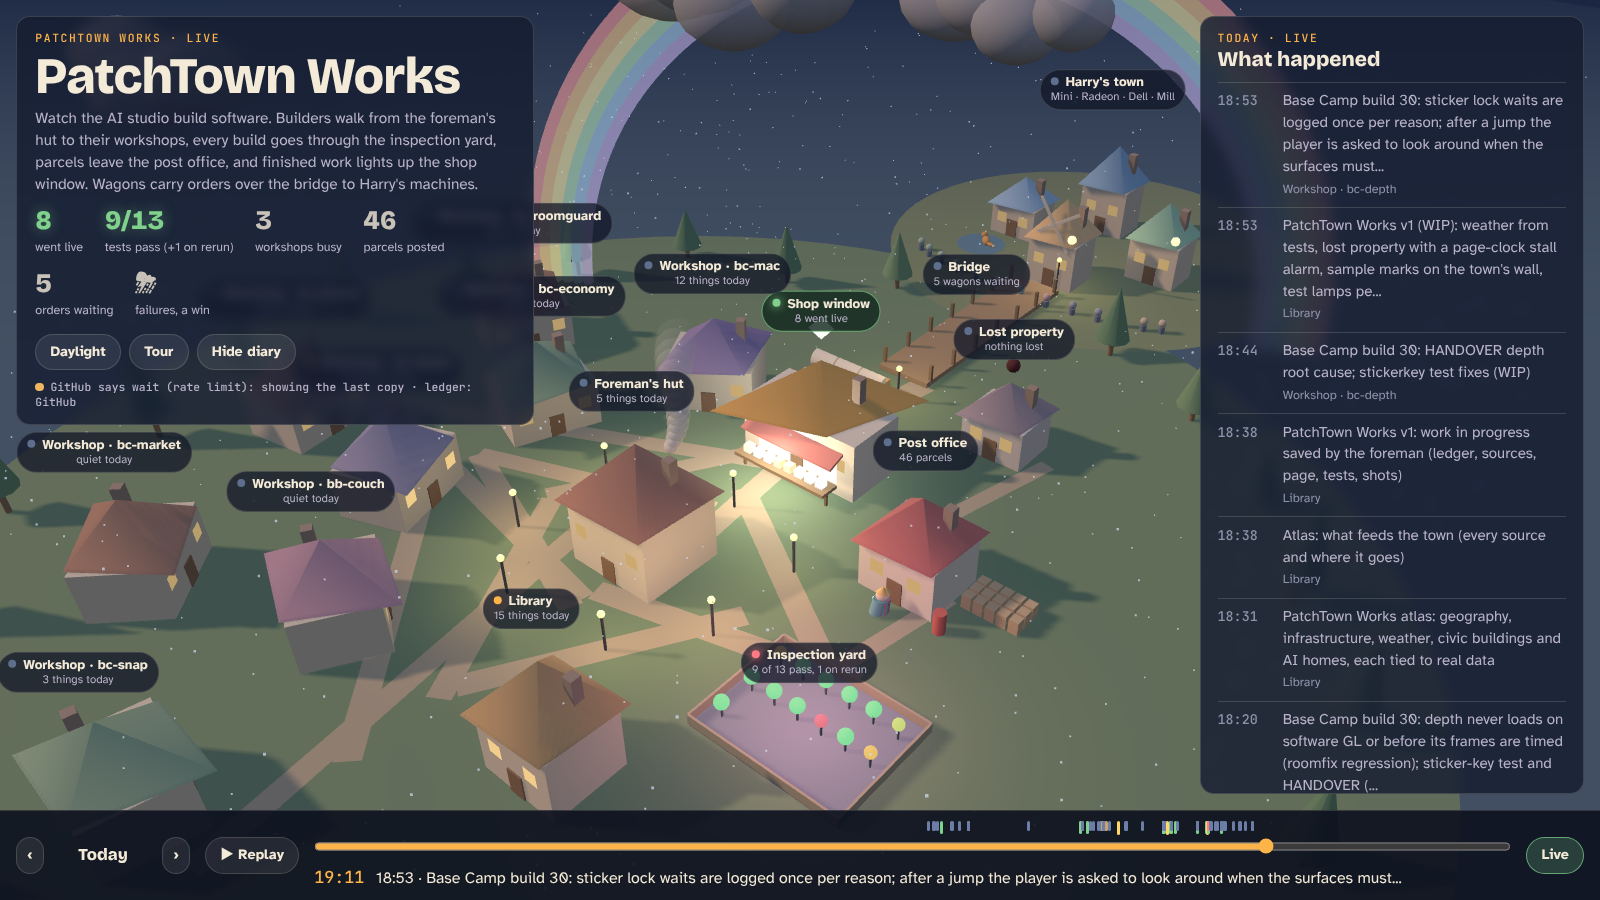 PATCHTOWN WORKS · LIVE
PatchTown Works
Watch the AI studio build software. Builders walk from the foreman's
hut to their workshops, every build goes through the inspection yard,
parcels leave the post office, and finished work lights up the shop
window. Wagons carry orders over the bridge to Harry's machines.
8
went live
9/13
tests pass (+1 on rerun)
3
workshops busy
46
parcels posted
5
orders waiting
failures, a win
Daylight
Tour
Hide diary
GitHub says wait (rate limit): showing the last copy · ledger:
GitHub
roomguard
bc-economy
today
Workshop · bc-mac
12 things today
Shop window
8 went live
Harry's town
Mini · Radeon · Dell · Mill
Bridge
5 wagons waiting
Lost property
nothing lost
Foreman's hut
5 things today
Post office
46 parcels
Workshop · bc-market
quiet today
Workshop · bb-couch
quiet today
Library
15 things today
Workshop · bc-snap
3 things today
Inspection yard
9 of 13 pass, 1 on rerun
TODAY · LIVE
What happened
18:53
Base Camp build 30: sticker lock waits are
logged once per reason; after a jump the
player is asked to look around when the
surfaces must...
Workshop · bc-depth
18:53
PatchTown Works v1 (WIP): weather from
tests, lost property with a page-clock stall
alarm, sample marks on the town's wall,
test lamps pe...
Library
18:44
Base Camp build 30: HANDOVER depth
root cause; stickerkey test fixes (WIP)
Workshop · bc-depth
18:38
PatchTown Works v1: work in progress
saved by the foreman (ledger, sources,
page, tests, shots)
Library
18:38
Atlas: what feeds the town (every source
and where it goes)
Library
18:31
PatchTown Works atlas: geography,
infrastructure, weather, civic buildings and
AI homes, each tied to real data
Library
18:20
Base Camp build 30: depth never loads on
software GL or before its frames are timed
(roomfix regression); sticker-key test and
HANDOVER (...
‹
Today
›
▶ Replay
Live
19:11
18:53 · Base Camp build 30: sticker lock waits are logged once per reason; after a jump the player is asked to look around when the surfaces must...